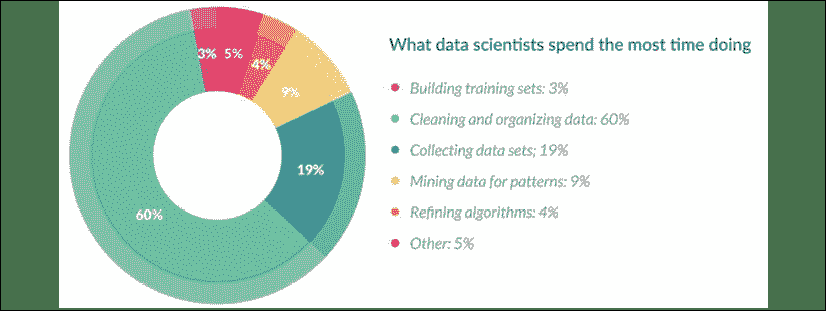 What data scientists spend the most time doing
Building training sets: 3%
Cleaning and organizing data: 60%
Collecting data sets; 19%
Mining data for patterns: 9%
Refining algorithms: 4%
Other: 5%
3% 5%
4%
9%
19%
60%